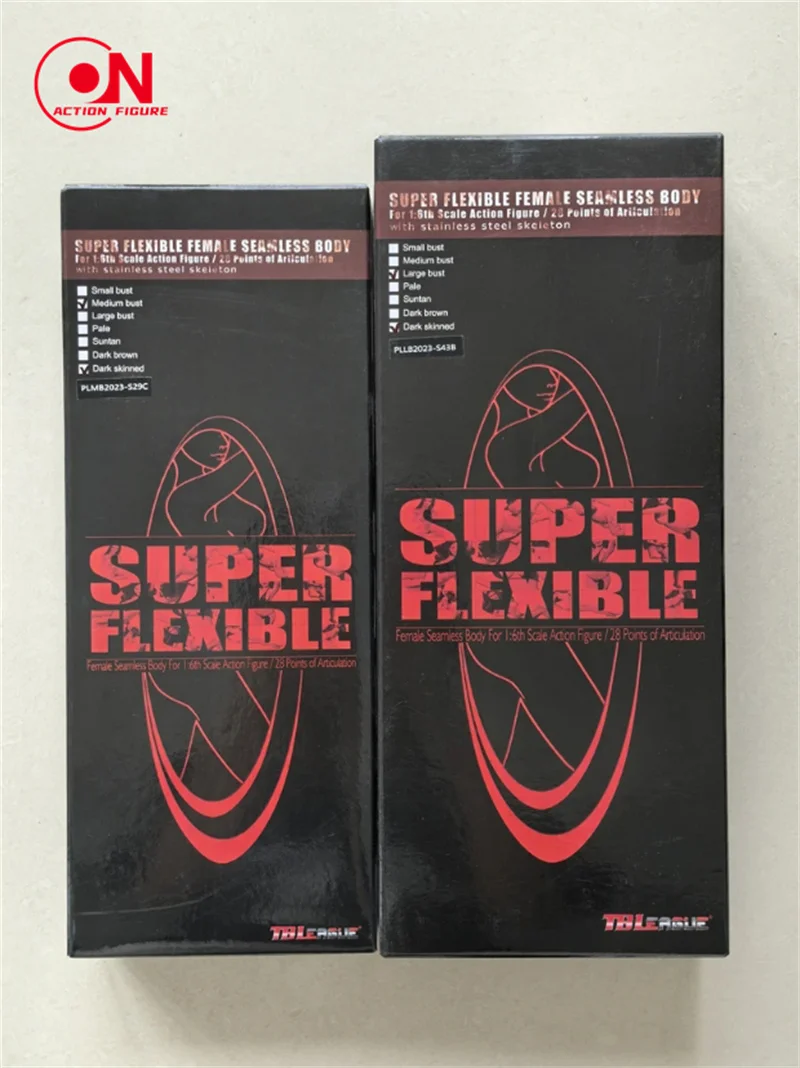 ON
ACTION FIGURE
SUPER FLEXIBLE FEMALE SEAMLESS BODY
For 1:6th Scale Action Figure / 28 Points of Articulation
with stainless steel skeleton
Small bust
Medium bust
Large bust
Pale
Suntan
Dark brown
Dark skinned
PLMB2023-S29C
SUPER
FLEXIBLE
Female Seamless Body For 1:6th Scale Action Figure / 28 Points of Articulation
TBLEAGUE
SUPER FLEXIBLE FEMALE SEAMLESS BODY
For 1:6th Scale Action Figure / 28 Points of Articulation
with stainless steel skeleton
Small bust
Medium bust
Large bust
Pale
Suntan
Dark brown
Dark skinned
PLLB2023-S43B
SUPER
FLEXIBLE
Female Seamless Body For 1:6th Scale Action Figure / 28 Points of Articulation
TBLEAGUE